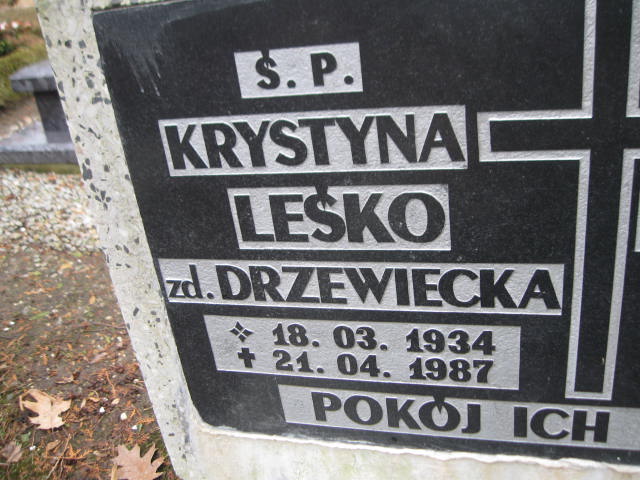 Ś. P.
KRYSTYNA
LEŚKO
zd. DRZEWIECKA
18. 03. 1934
21. 04. 1987
POKÓJ ICH